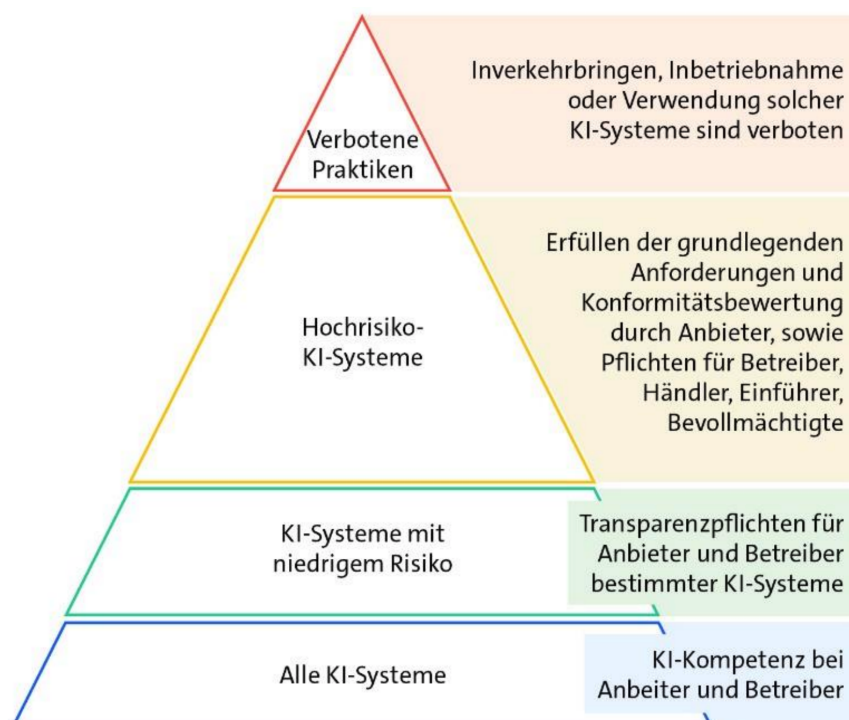 Verbotene
Praktiken
Inverkehrbringen, Inbetriebnahme
oder Verwendung solcher
KI-Systeme sind verboten
Hochrisiko-
KI-Systeme
Erfüllen der grundlegenden
Anforderungen und
Konformitätsbewertung
durch Anbieter, sowie
Pflichten für Betreiber,
Händler, Einführer,
Bevollmächtigte
KI-Systeme mit
niedrigem Risiko
Transparenzpflichten für
Anbieter und Betreiber
bestimmter KI-Systeme
Alle KI-Systeme
KI-Kompetenz bei
Anbeiter und Betreiber